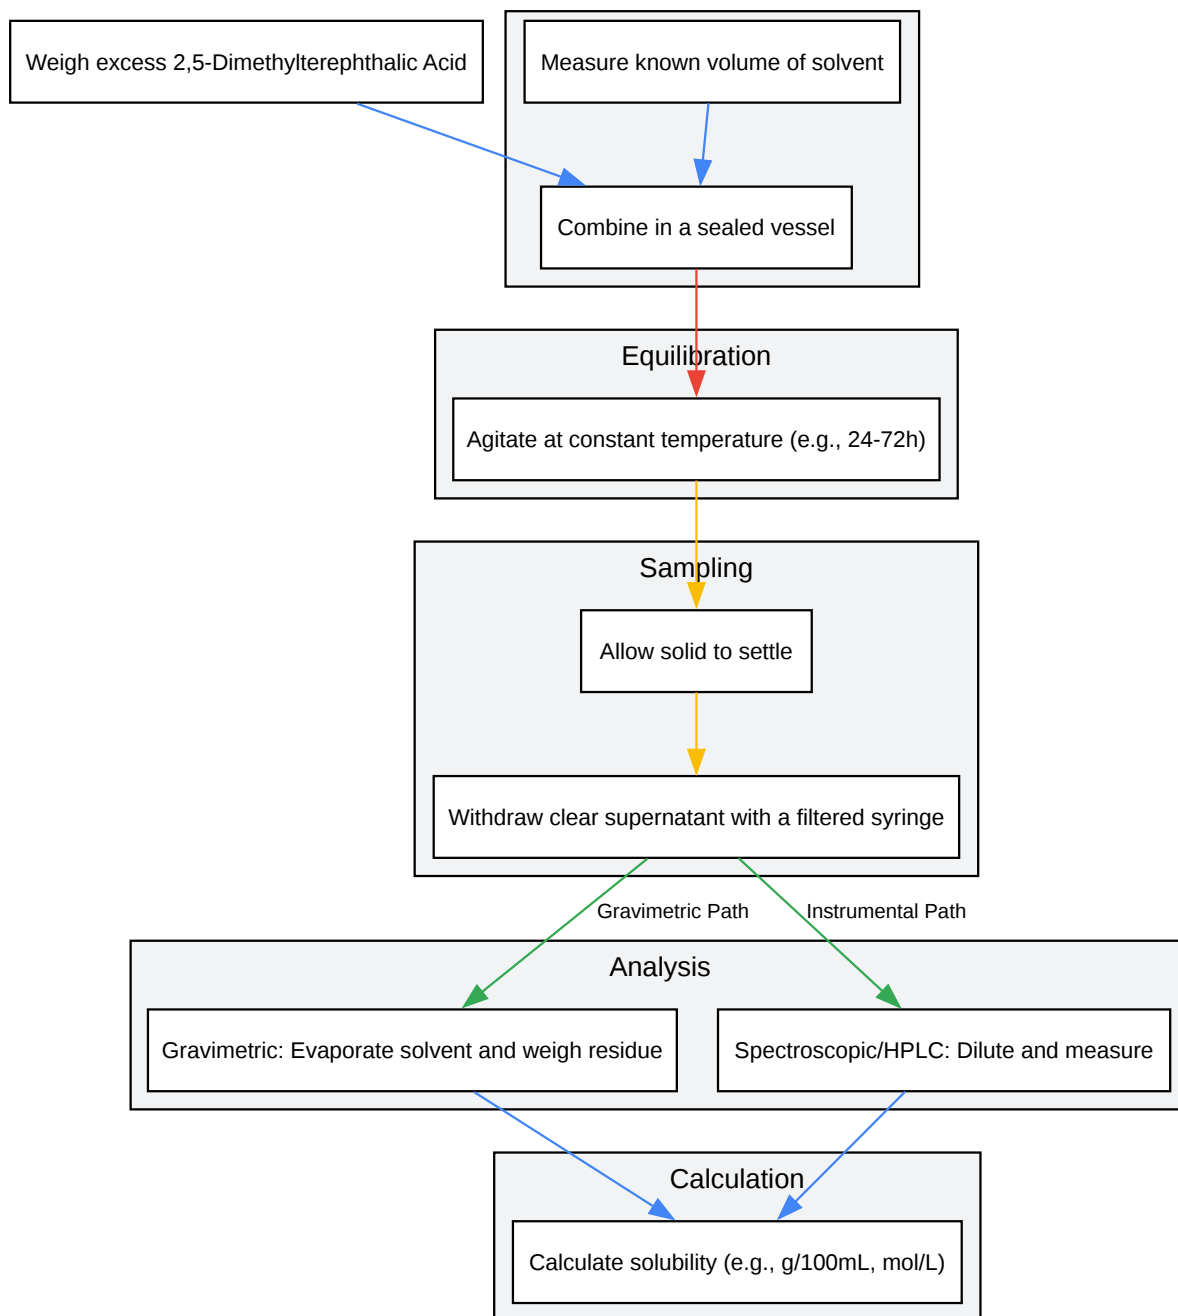 Weigh excess 2,5-Dimethylterephthalic Acid
Measure known volume of solvent
Combine in a sealed vessel
Equilibration
Agitate at constant temperature (e.g., 24-72h)
Sampling
Allow solid to settle
Withdraw clear supernatant with a filtered syringe
Gravimetric Path
Instrumental Path
Analysis
Gravimetric: Evaporate solvent and weigh residue
Spectroscopic/HPLC: Dilute and measure
Calculation
Calculate solubility (e.g., g/100mL, mol/L)